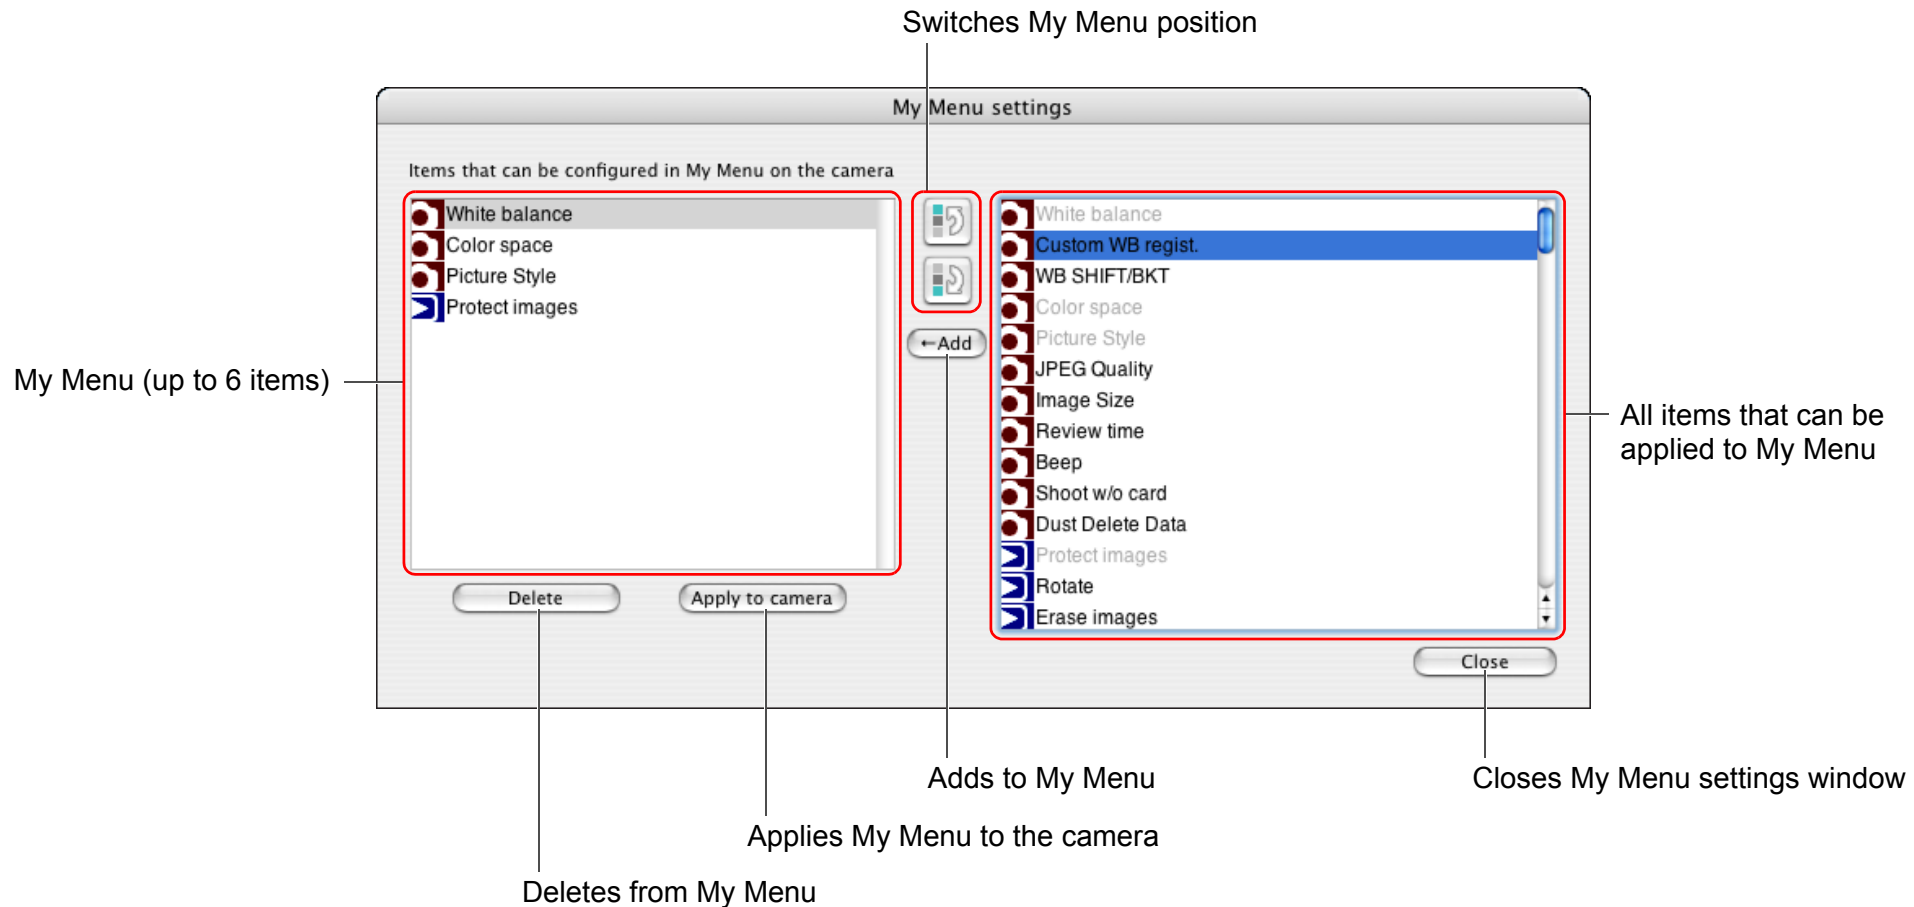 Switches My Menu position
My Menu settings
Items that can be configured in My Menu on the camera
White balance
Color space
Picture Style
Protect images
←Add
White balance
Custom WB regist.
WB SHIFT/BKT
Color space
Picture Style
JPEG Quality
Image Size
Review time
Beep
Shoot w/o card
Dust Delete Data
Protect images
Rotate
Erase images
My Menu (up to 6 items)
All items that can be
applied to My Menu
Delete
Apply to camera
Close
Adds to My Menu
Closes My Menu settings window
Applies My Menu to the camera
Deletes from My Menu